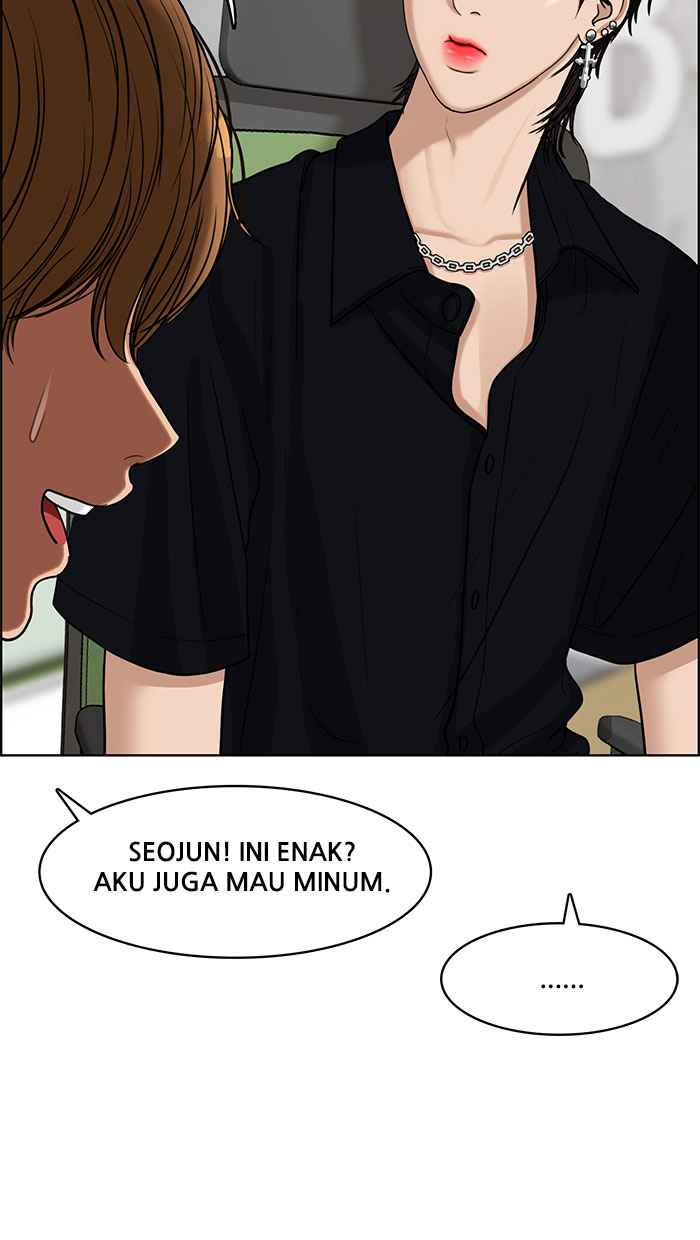 D
SEOJUN! INI ENAK?
AKU JUGA MAU MINUM.
......